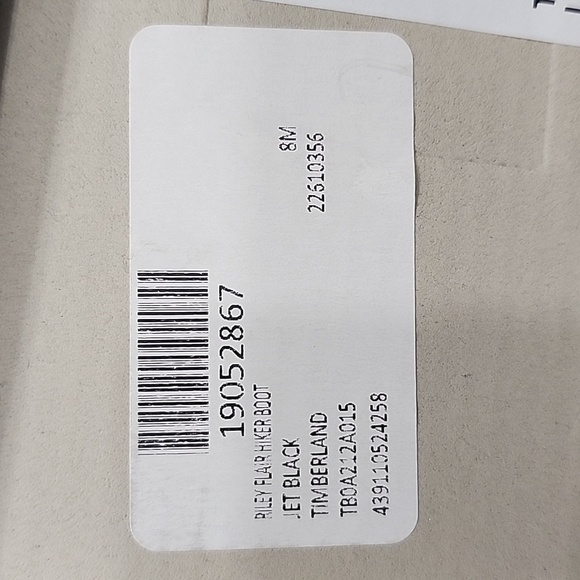 19052867
RILEY FLAIR HIKER BOOT
JET BLACK 8M
TIMBERLAND 22610356
TB0A212A015
439110524258